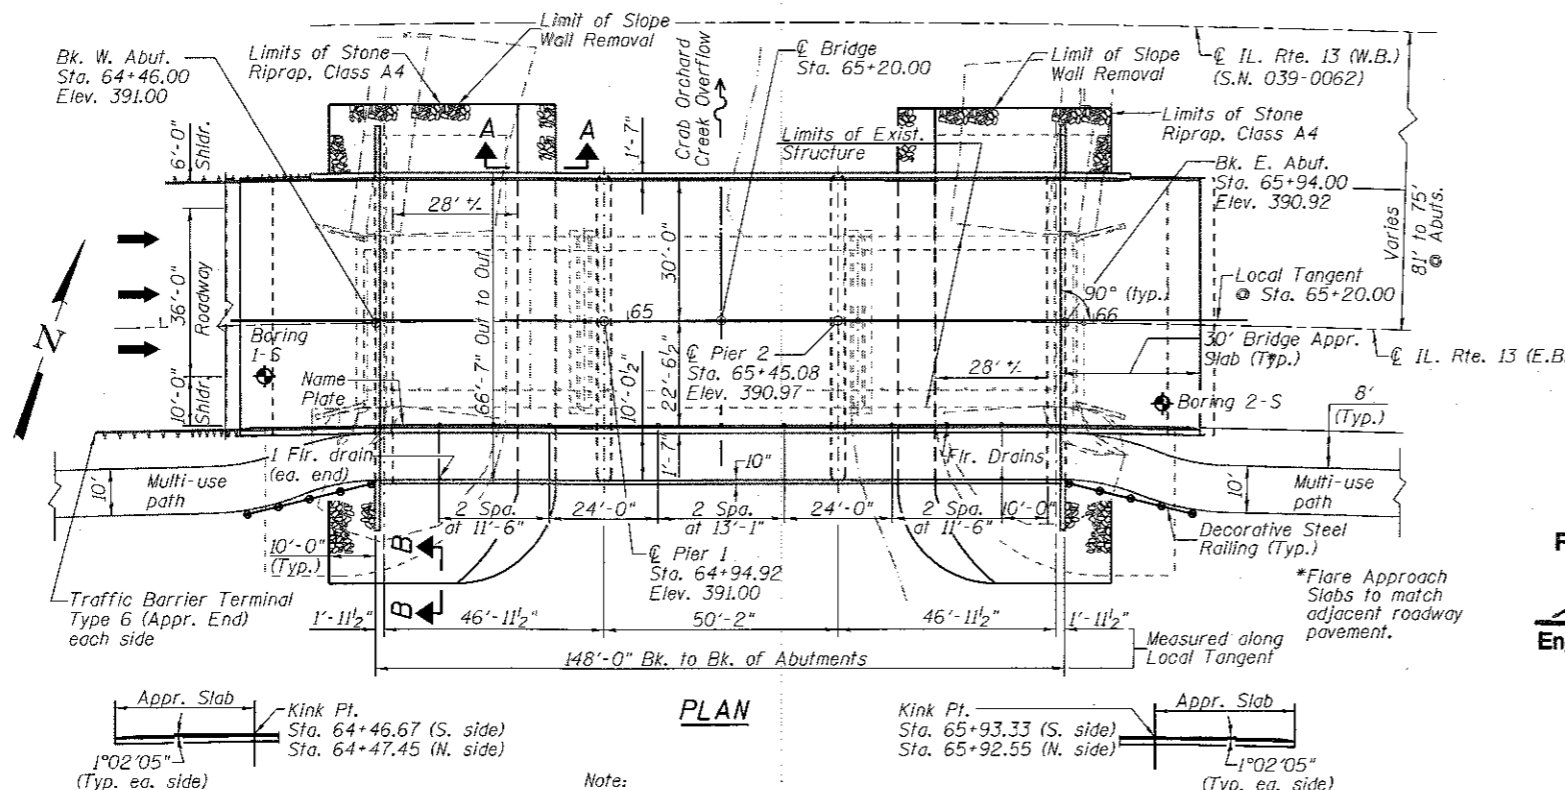 Limit of Slope
Wall Removal
Bk. W. Abut.
Sta. 64+46.00
Elev. 391.00
Limits of Stone
Riprap, Class A4
Crab Orchard
Creek Overflow
℄ Bridge
Sta. 65+20.00
Limit of Slope
Wall Removal
℄ IL. Rte. 13 (W.B.)
(S.N. 039-0062)
Limits of Stone
Riprap, Class A4
Limits of Exist.
Structure
Bk. E. Abut.
Sta. 65+94.00
Elev. 390.92
6'-0"
Shldr.
A
A
1'-7"
28' +/-
Varies
81' to 75'
@ Abuts.
36'-0"
Roadway
66'-7" Out to Out
30'-0"
90° (typ.)
Local Tangent
@ Sta. 65+20.00
N
65
66
Boring
1-S
℄ Pier 2
Sta. 65+45.08
Elev. 390.97
30' Bridge Appr.
Slab (Typ.)
*
℄ IL. Rte. 13 (E.B.
10'-0"
Shldr.
Name
Plate
10'-0½"
22'-6½"
28' +/-
Boring 2-S
8'
(Typ.)
1 Flr. drain
(ea. end)
1'-7"
10"
Flr. Drains
10'
Multi-use
path
10'
Multi-use
path
2 Spa.
at 11'-6"
24'-0"
2 Spa.
at 13'-1"
24'-0"
2 Spa.
at 11'-6"
10'-0"
Decorative Steel
Railing (Typ.)
10'-0"
(Typ.)
B
B
℄ Pier 1
Sta. 64+94.92
Elev. 391.00
*Flare Approach
Slabs to match
adjacent roadway
pavement.
Traffic Barrier Terminal
Type 6 (Appr. End)
each side
1'-11½"
46'-11½"
50'-2"
46'-11½"
1'-11½"
Measured along
Local Tangent
148'-0" Bk. to Bk. of Abutments
En
Appr. Slab
Kink Pt.
Sta. 64+46.67 (S. side)
Sta. 64+47.45 (N. side)
1°02'05"
(Typ. ea. side)
PLAN
Kink Pt.
Sta. 65+93.33 (S. side)
Sta. 65+92.55 (N. side)
Appr. Slab
1°02'05"
(Typ. ea. side)
Note: